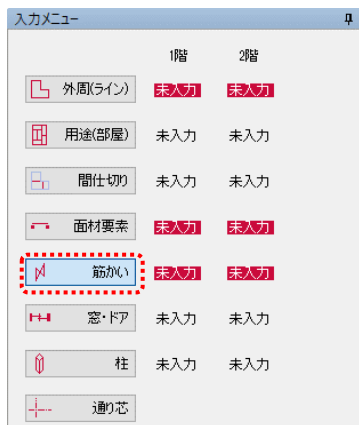 入力メニュー
1階 2階
外周(ライン) 未入力 未入力
用途(部屋) 未入力 未入力
間仕切り 未入力 未入力
面材要素 未入力 未入力
筋かい 未入力 未入力
窓・ドア 未入力 未入力
柱 未入力 未入力
通り芯